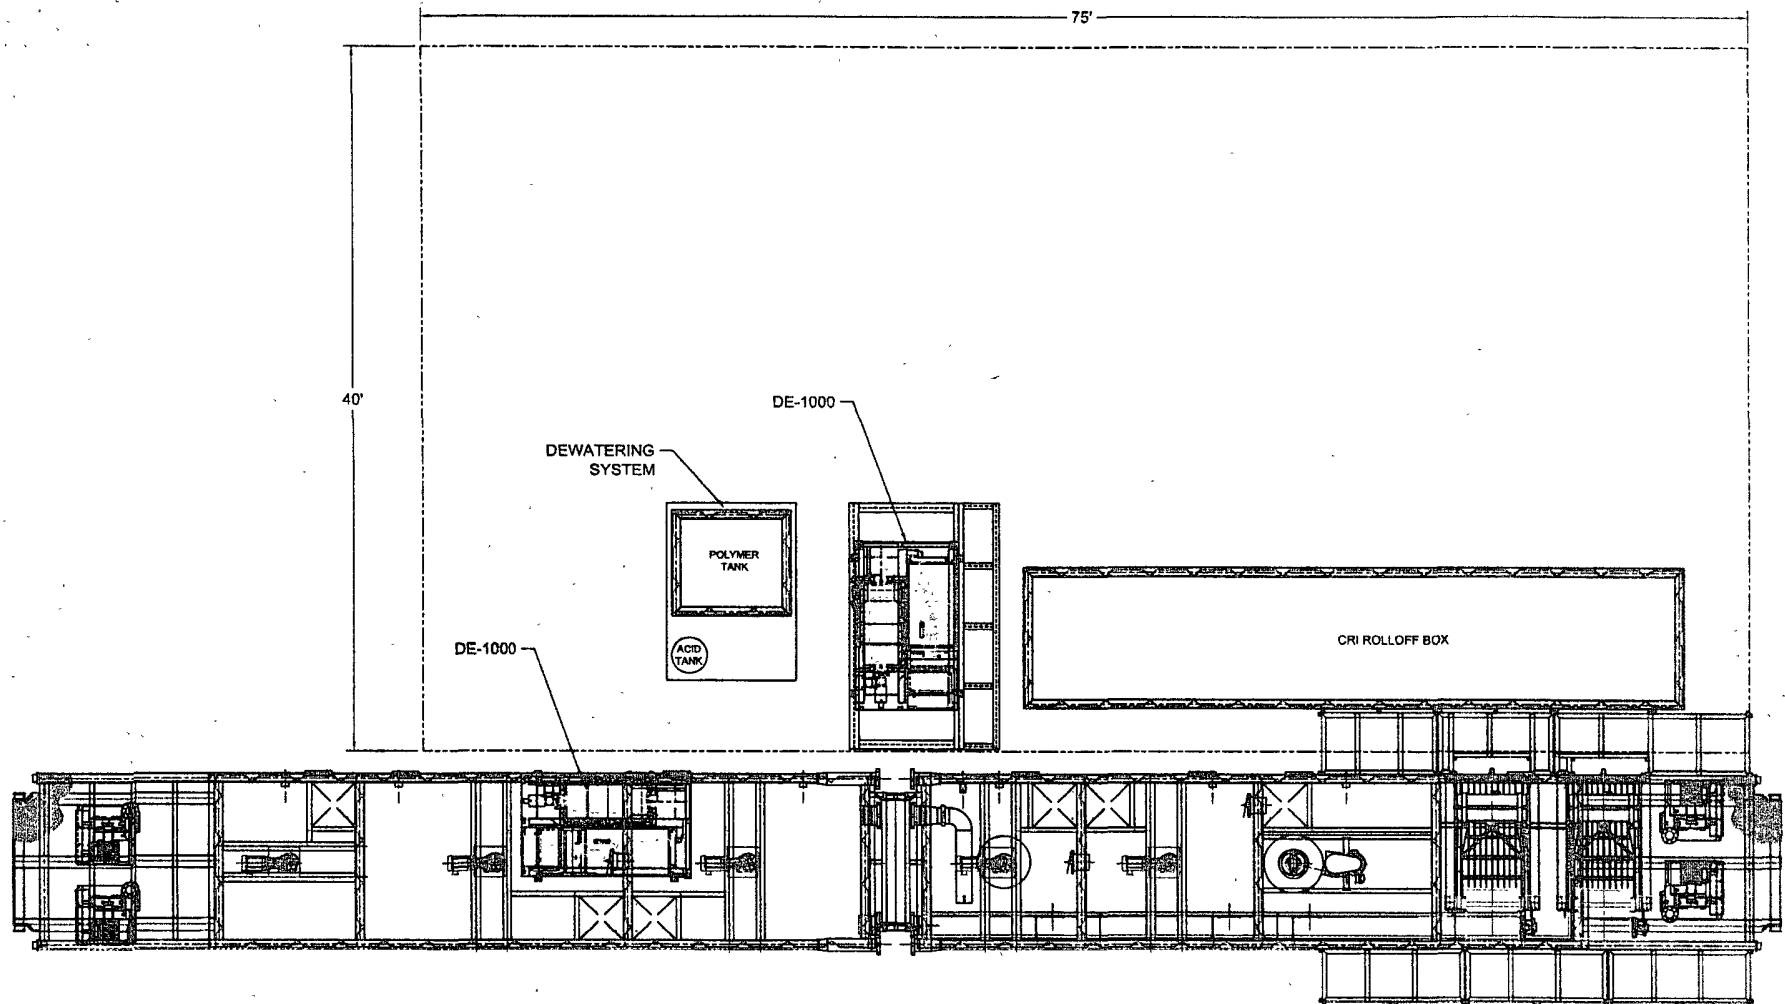 75'
40'
DE-1000
DEWATERING
SYSTEM
POLYMER
TANK
DE-1000
ACID
TANK
CRI ROLLOFF BOX